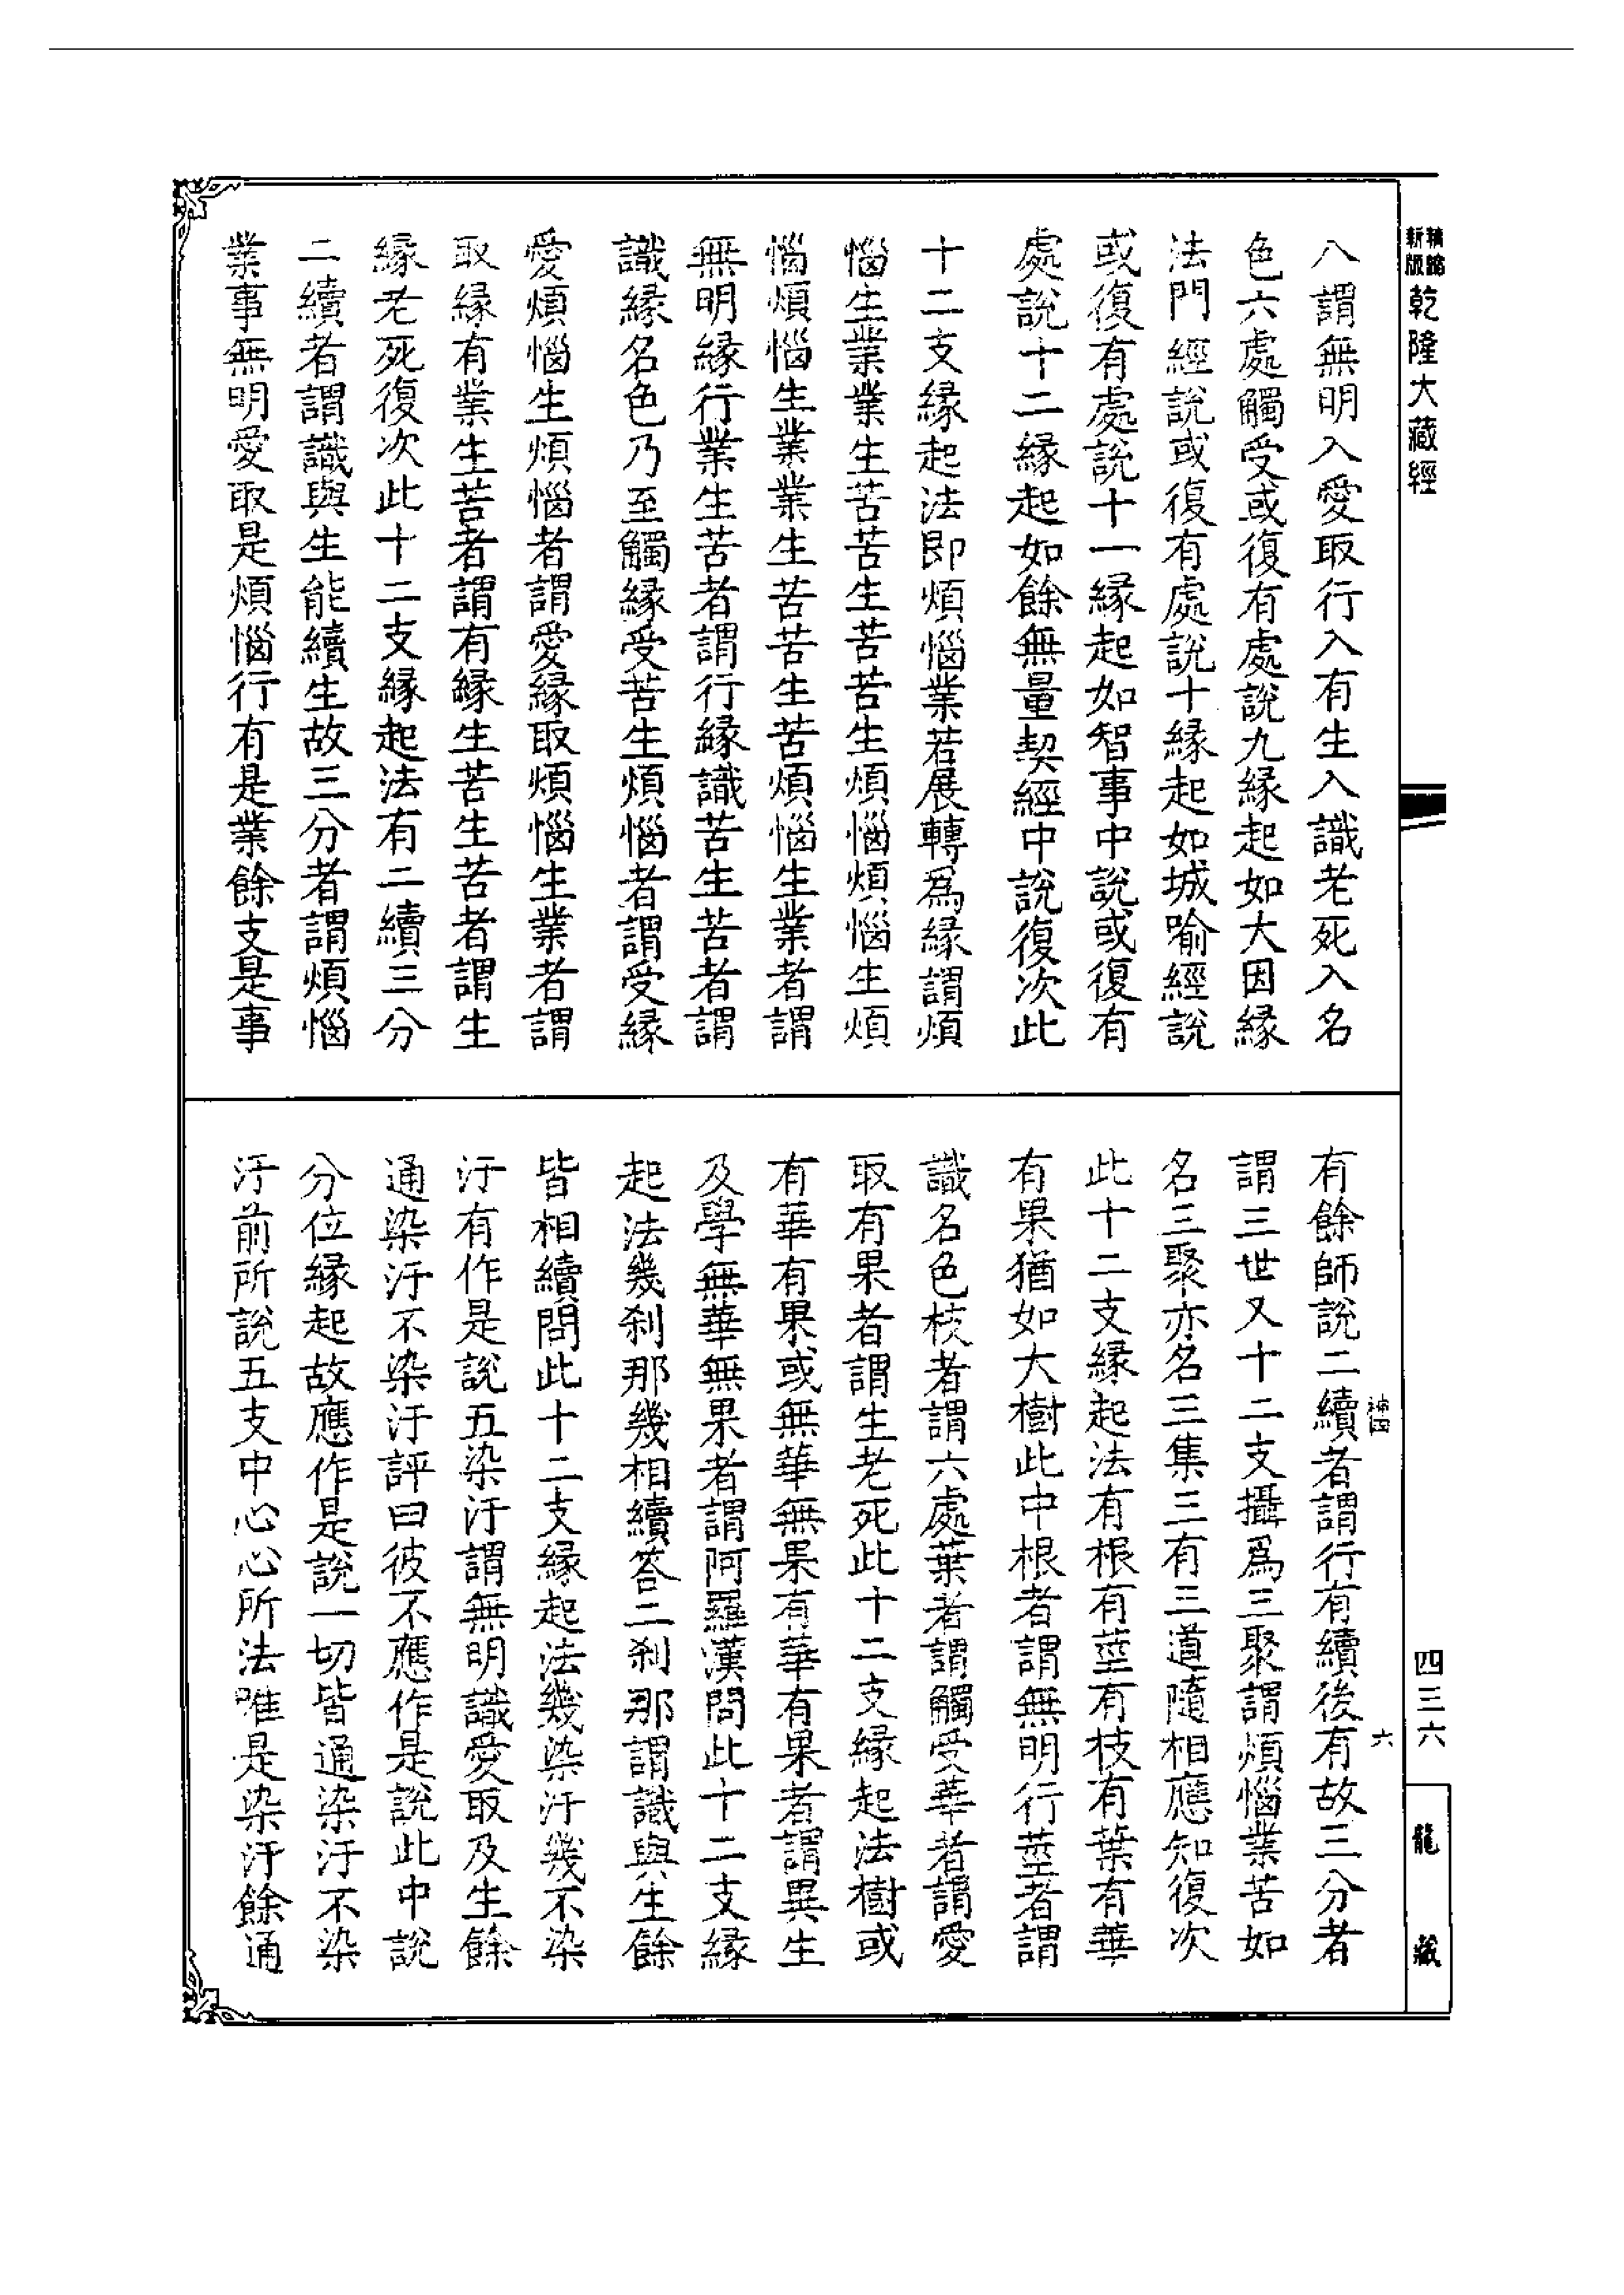 新版
乾隆大藏經
四三六
龍藏
入謂無明入愛取行入有生入識老死入名
色六處觸受或復有處說九緣起如大因緣
法門經說或復有處說十緣起如城喻經說
或復有處說十一緣起如智事中說或復有
處說十二緣起如餘無量契經中說復次此
十二支緣起法即煩惱業若展轉爲緣謂煩
惱生業業生苦苦生苦苦生煩惱煩惱生煩
惱煩惱生業業生苦苦生苦煩惱生業者謂
無明緣行業生苦者謂行緣識苦生苦者謂
識緣名色乃至觸緣受苦生煩惱者謂受緣
愛煩惱生煩惱者謂愛緣取煩惱生業者謂
取緣有業生苦者謂有緣生苦生苦者謂生
緣老死復次此十二支緣起法有二續三分
二續者謂識與生能續生故三分者謂煩惱
業事無明愛取是煩惱行有是業餘支是事
六
有餘師說二續者謂行有續後有故三分者
謂三世又十二支攝爲三聚謂煩惱業苦如
名三聚亦名三集三有三道隨相應知復次
此十二支緣起法有根有莖有枝有葉有華
有果猶如大樹此中根者謂無明行莖者謂
識名色枝者謂六處葉者謂觸受華者謂愛
取有果者謂生老死此十二支緣起法樹或
有華有果或無華無果有華有果者謂異生
及學無華無果者謂阿羅漢問此十二支緣
起法幾刹那幾相續答二刹那謂識與生餘
皆相續問此十二支緣起法幾染汙幾不染
汙有作是說五染汙謂無明識愛取及生餘
通染汙不染汙評曰彼不應作是說此中說
分位緣起故應作是說一切皆通染汙不染
汙前所說五支中心心所法唯是染汙餘通